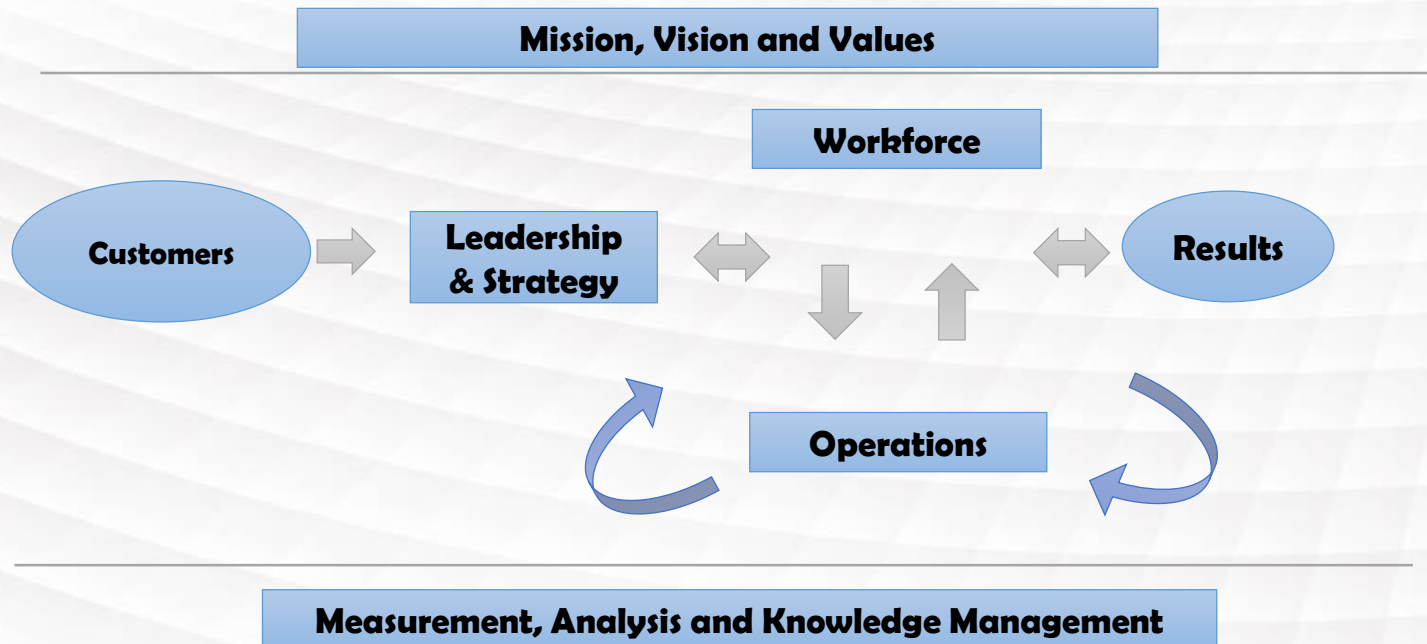 Mission, Vision and Values
Workforce
Customers
Leadership
& Strategy
Results
Operations
Measurement, Analysis and Knowledge Management